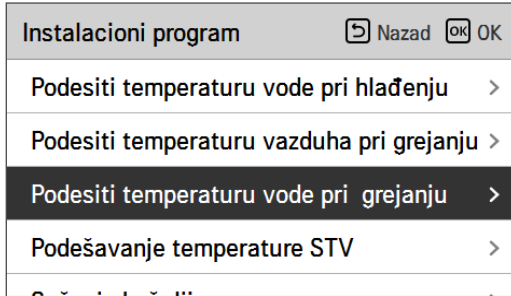 Instalacioni program Nazad OK OK
Podesiti temperaturu vode pri hlađenju
Podesiti temperaturu vazduha pri grejanju
Podesiti temperaturu vode pri grejanju
Podešavanje temperature STV